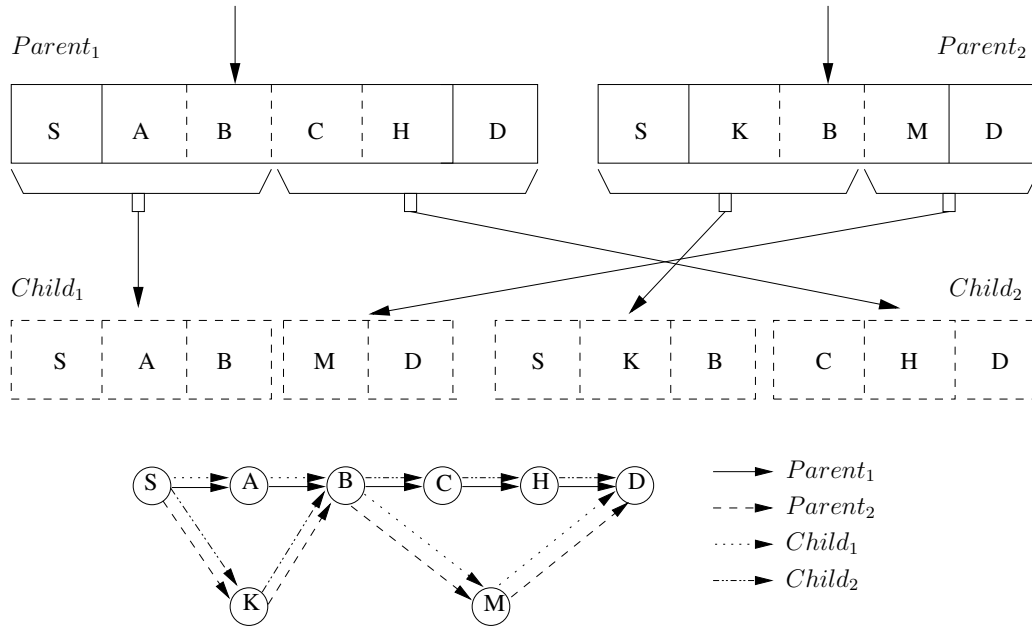 Parent₁ Parent₂
S A B C H D S K B M D
Child₁ Child₂
S A B M D S K B C H D
S A B C H D
K M
Parent₁
Parent₂
Child₁
Child₂